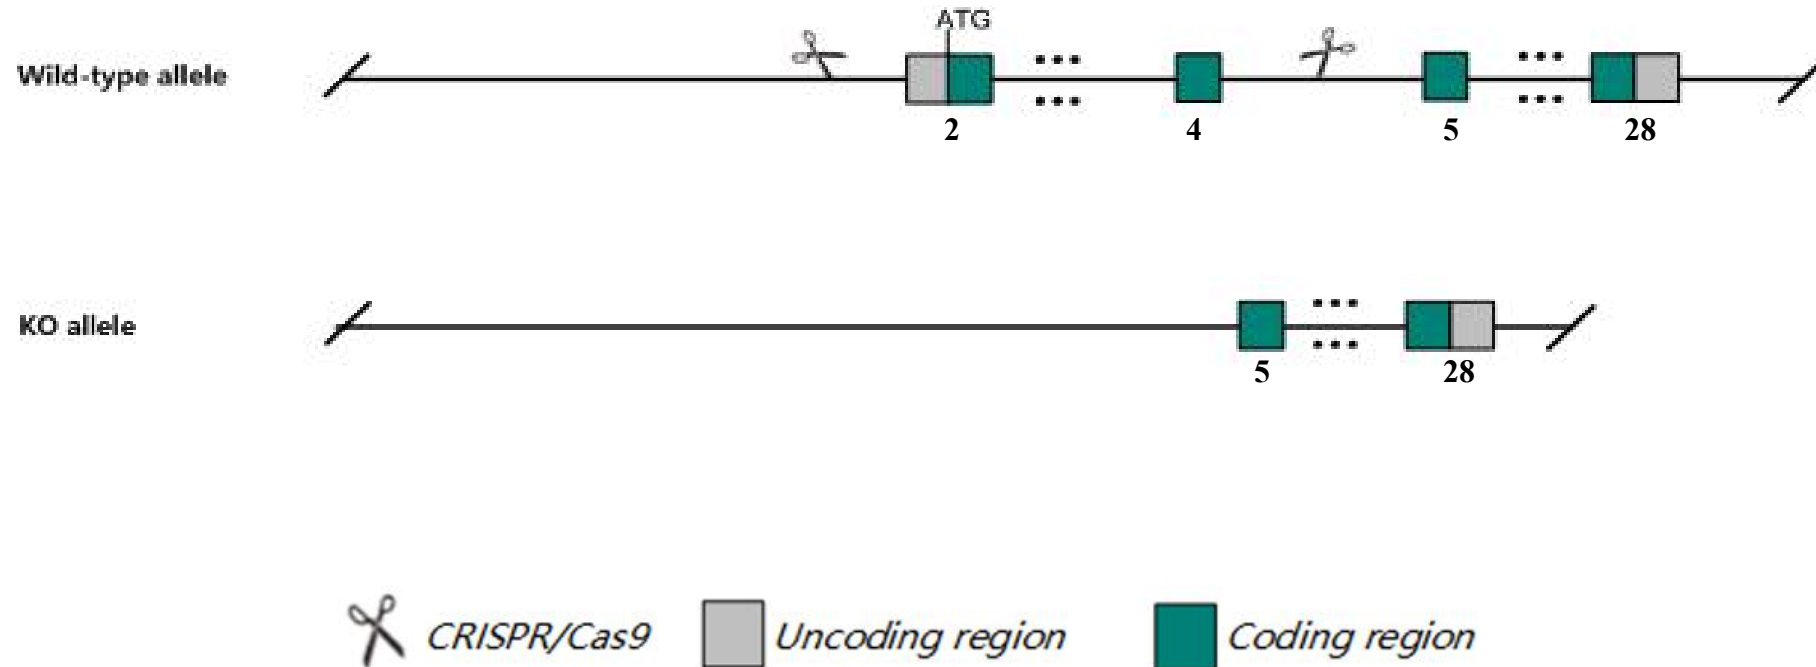 ATG
Wild-type allele
2 4 5 28
KO allele
5 28
CRISPR/Cas9 Uncoding region Coding region